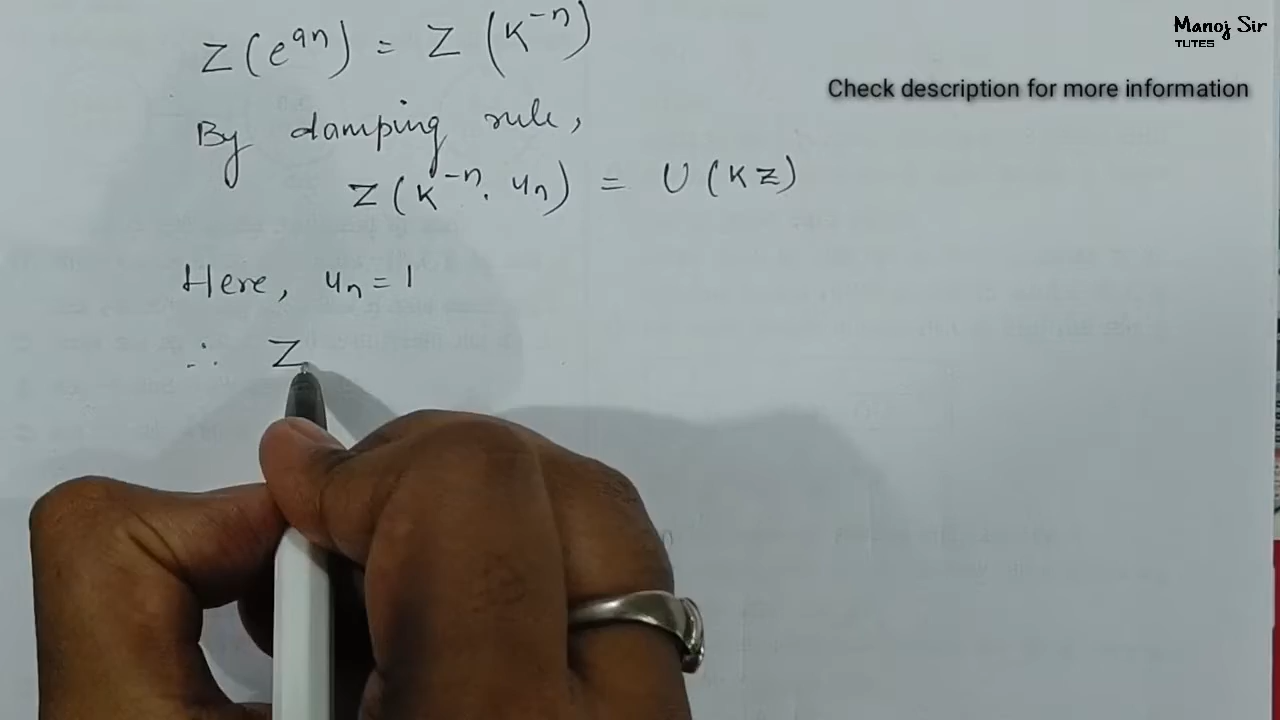 Manoj Sir
TUTES
Check description for more information
Z(e^{an}) = Z(K^{-n})
By damping rule,
Z(K^{-n}. u_n) = U(Kz)
Here, u_n = 1
∴ Z